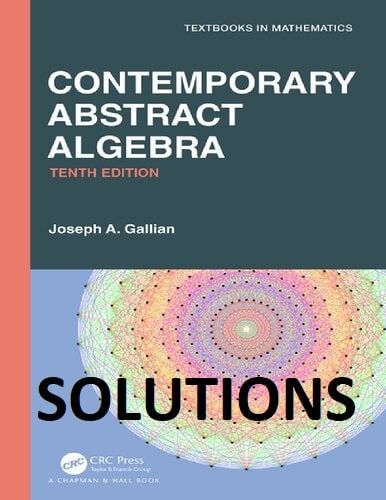 TEXTBOOKS IN MATHEMATICS
CONTEMPORARY
ABSTRACT
ALGEBRA
TENTH EDITION
Joseph A. Gallian
SOLUTIONS
CRC
CRC Press
Taylor & Francis Group
A CHAPMAN & HALL BOOK